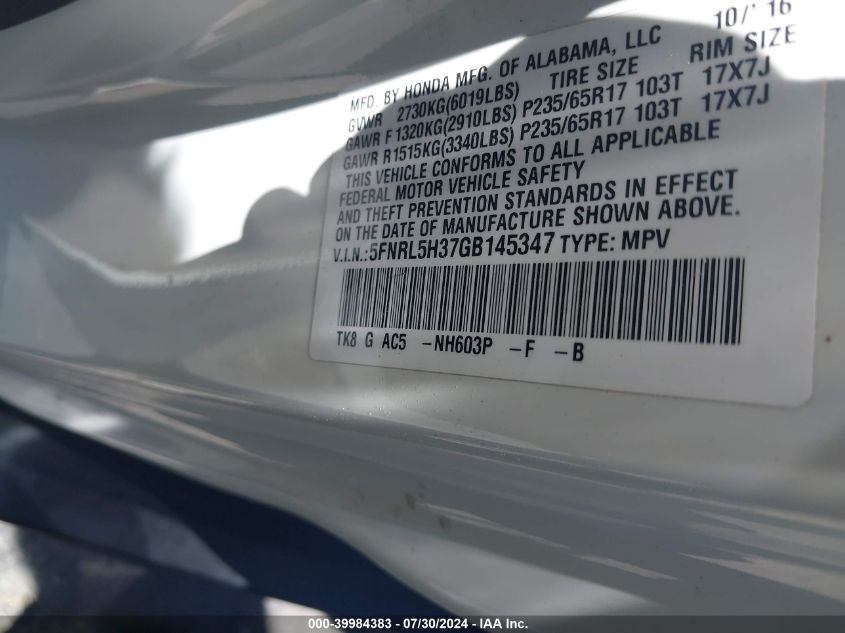 10/'16
MFD. BY HONDA MFG. OF ALABAMA, LLC
GVWR 2730KG(6019LBS) TIRE SIZE RIM SIZE
GAWR F1320KG(2910LBS) P235/65R17 103T 17X7J
GAWR R1515KG(3340LBS) P235/65R17 103T 17X7J
THIS VEHICLE CONFORMS TO ALL APPLICABLE
FEDERAL MOTOR VEHICLE SAFETY
AND THEFT PREVENTION STANDARDS IN EFFECT
ON THE DATE OF MANUFACTURE SHOWN ABOVE.
V.I.N.:5FNRL5H37GB145347 TYPE: MPV
TK8 G AC5 -NH603P -F -B
000-39984383 - 07/30/2024 - IAA Inc.